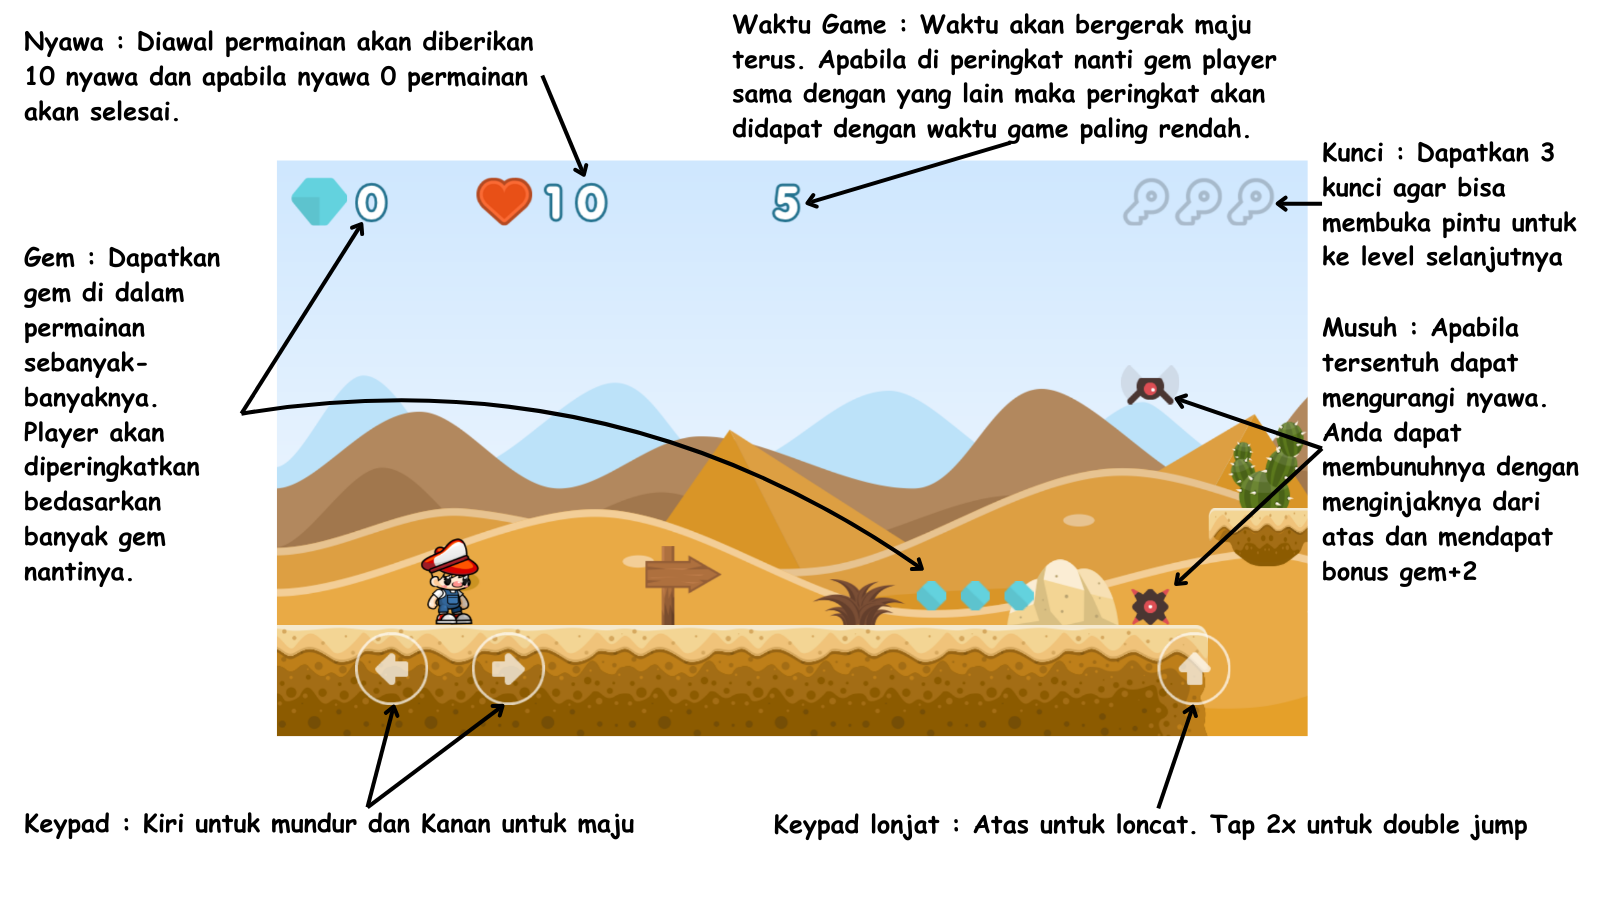 Nyawa : Diawal permainan akan diberikan
10 nyawa dan apabila nyawa 0 permainan
akan selesai.
Waktu Game : Waktu akan bergerak maju
terus. Apabila di peringkat nanti gem player
sama dengan yang lain maka peringkat akan
didapat dengan waktu game paling rendah.
Kunci : Dapatkan 3
kunci agar bisa
membuka pintu untuk
ke level selanjutnya
0
10
5
Gem : Dapatkan
gem di dalam
permainan
sebanyak-
banyaknya.
Player akan
diperingkatkan
bedasarkan
banyak gem
nantinya.
Musuh : Apabila
tersentuh dapat
mengurangi nyawa.
Anda dapat
membunuhnya dengan
menginjaknya dari
atas dan mendapat
bonus gem+2
Keypad : Kiri untuk mundur dan Kanan untuk maju
Keypad lonjat : Atas untuk loncat. Tap 2x untuk double jump